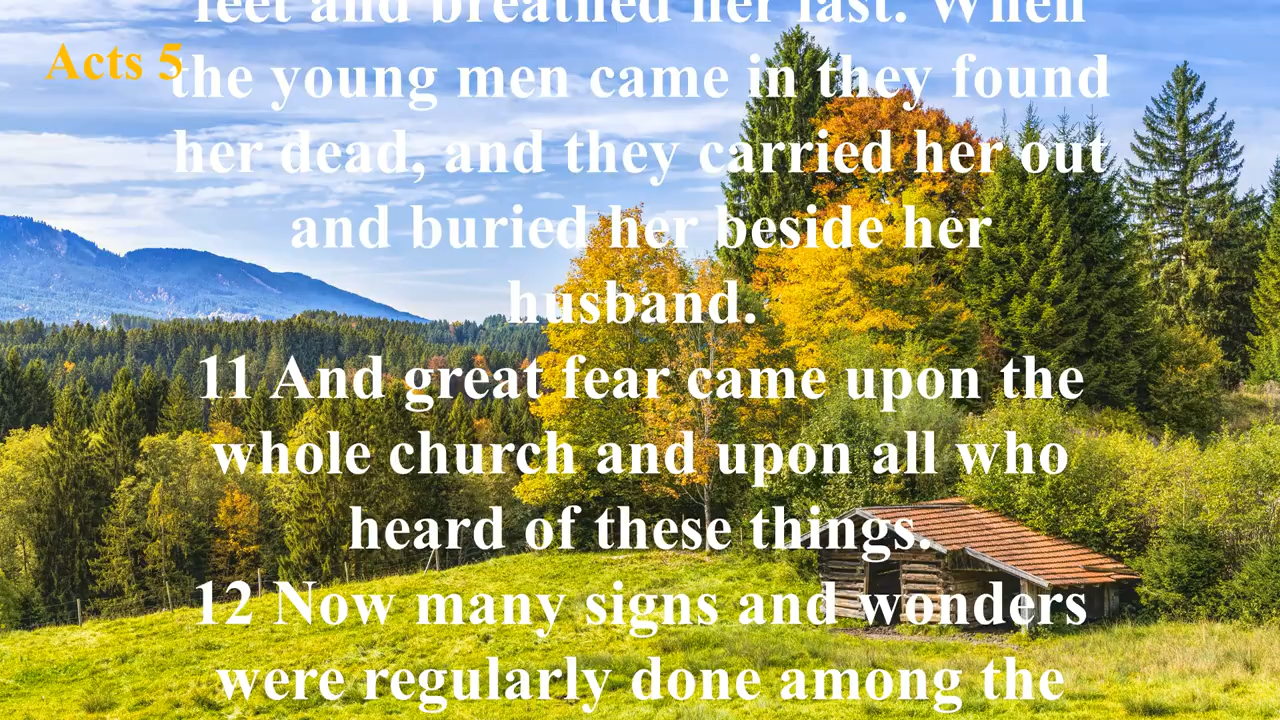 feet and breathed her last. When
Acts 5
the young men came in they found
her dead, and they carried her out
and buried her beside her
husband.
11 And great fear came upon the
whole church and upon all who
heard of these things.
12 Now many signs and wonders
were regularly done among the